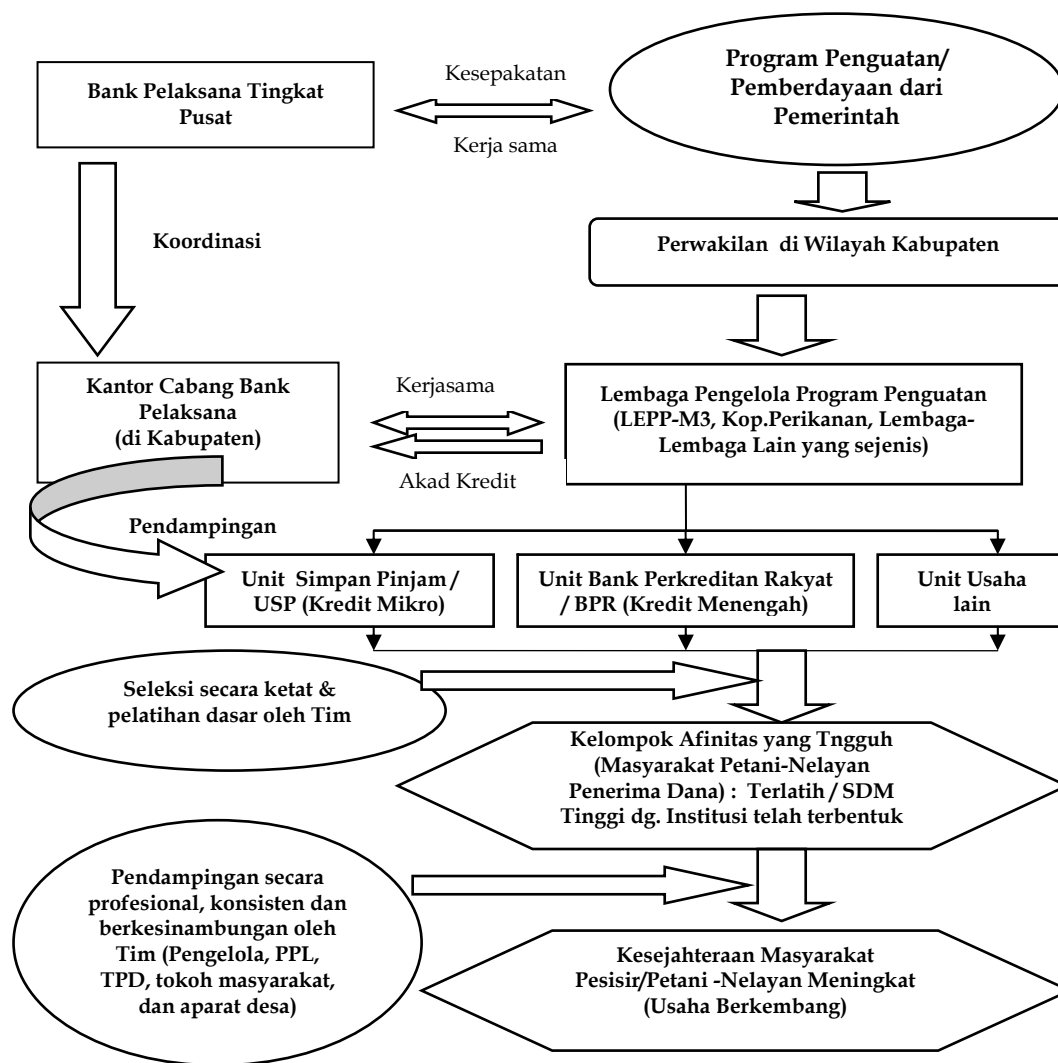 Bank Pelaksana Tingkat
Pusat
Kesepakatan
Kerja sama
Program Penguatan/
Pemberdayaan dari
Pemerintah
Koordinasi
Perwakilan di Wilayah Kabupaten
Kantor Cabang Bank
Pelaksana
(di Kabupaten)
Kerjasama
Akad Kredit
Lembaga Pengelola Program Penguatan
(LEPP-M3, Kop.Perikanan, Lembaga-
Lembaga Lain yang sejenis)
Pendampingan
Unit Simpan Pinjam /
USP (Kredit Mikro)
Unit Bank Perkreditan Rakyat
/ BPR (Kredit Menengah)
Unit Usaha
lain
Seleksi secara ketat &
pelatihan dasar oleh Tim
Kelompok Afinitas yang Tngguh
(Masyarakat Petani-Nelayan
Penerima Dana) : Terlatih / SDM
Tinggi dg. Institusi telah terbentuk
Pendampingan secara
profesional, konsisten dan
berkesinambungan oleh
Tim (Pengelola, PPL,
TPD, tokoh masyarakat,
dan aparat desa)
Kesejahteraan Masyarakat
Pesisir/Petani -Nelayan Meningkat
(Usaha Berkembang)